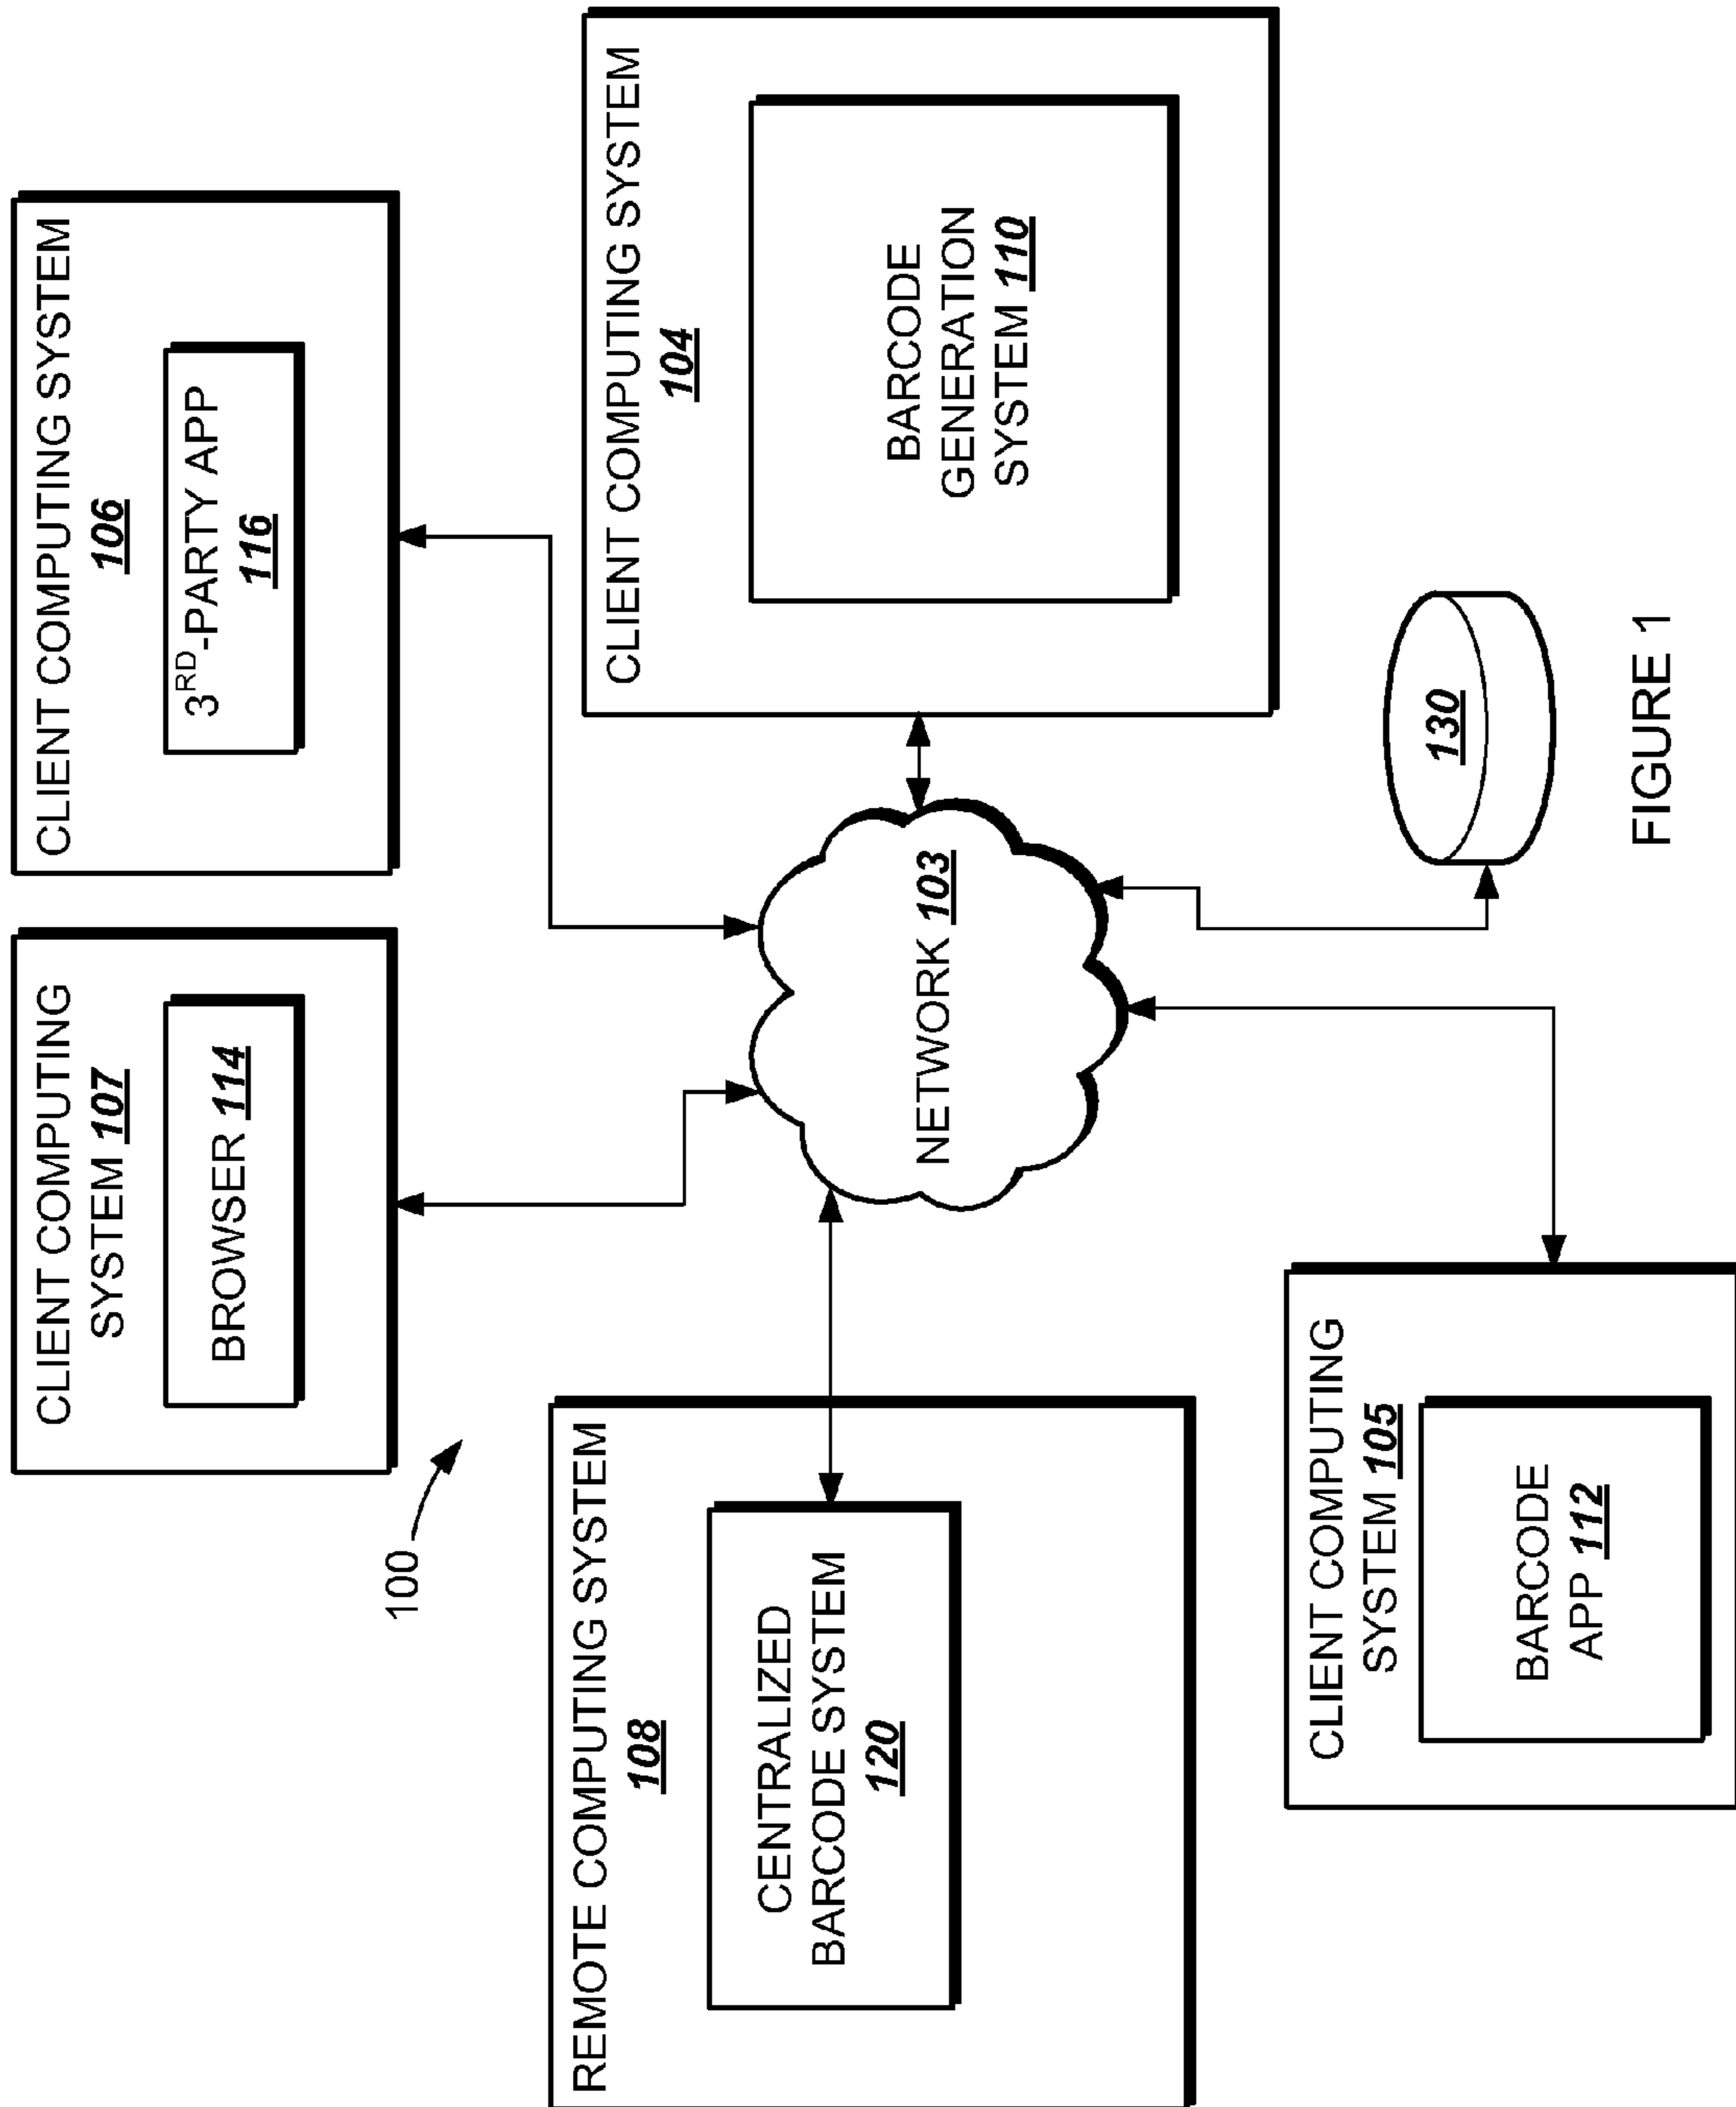 CLIENT COMPUTING
SYSTEM 107
BROWSER 114
CLIENT COMPUTING SYSTEM
106
3RD-PARTY APP
116
100
REMOTE COMPUTING SYSTEM
108
CENTRALIZED
BARCODE SYSTEM
120
NETWORK 103
CLIENT COMPUTING SYSTEM
104
BARCODE
GENERATION
SYSTEM 110
CLIENT COMPUTING
SYSTEM 105
BARCODE
APP 112
130
FIGURE 1